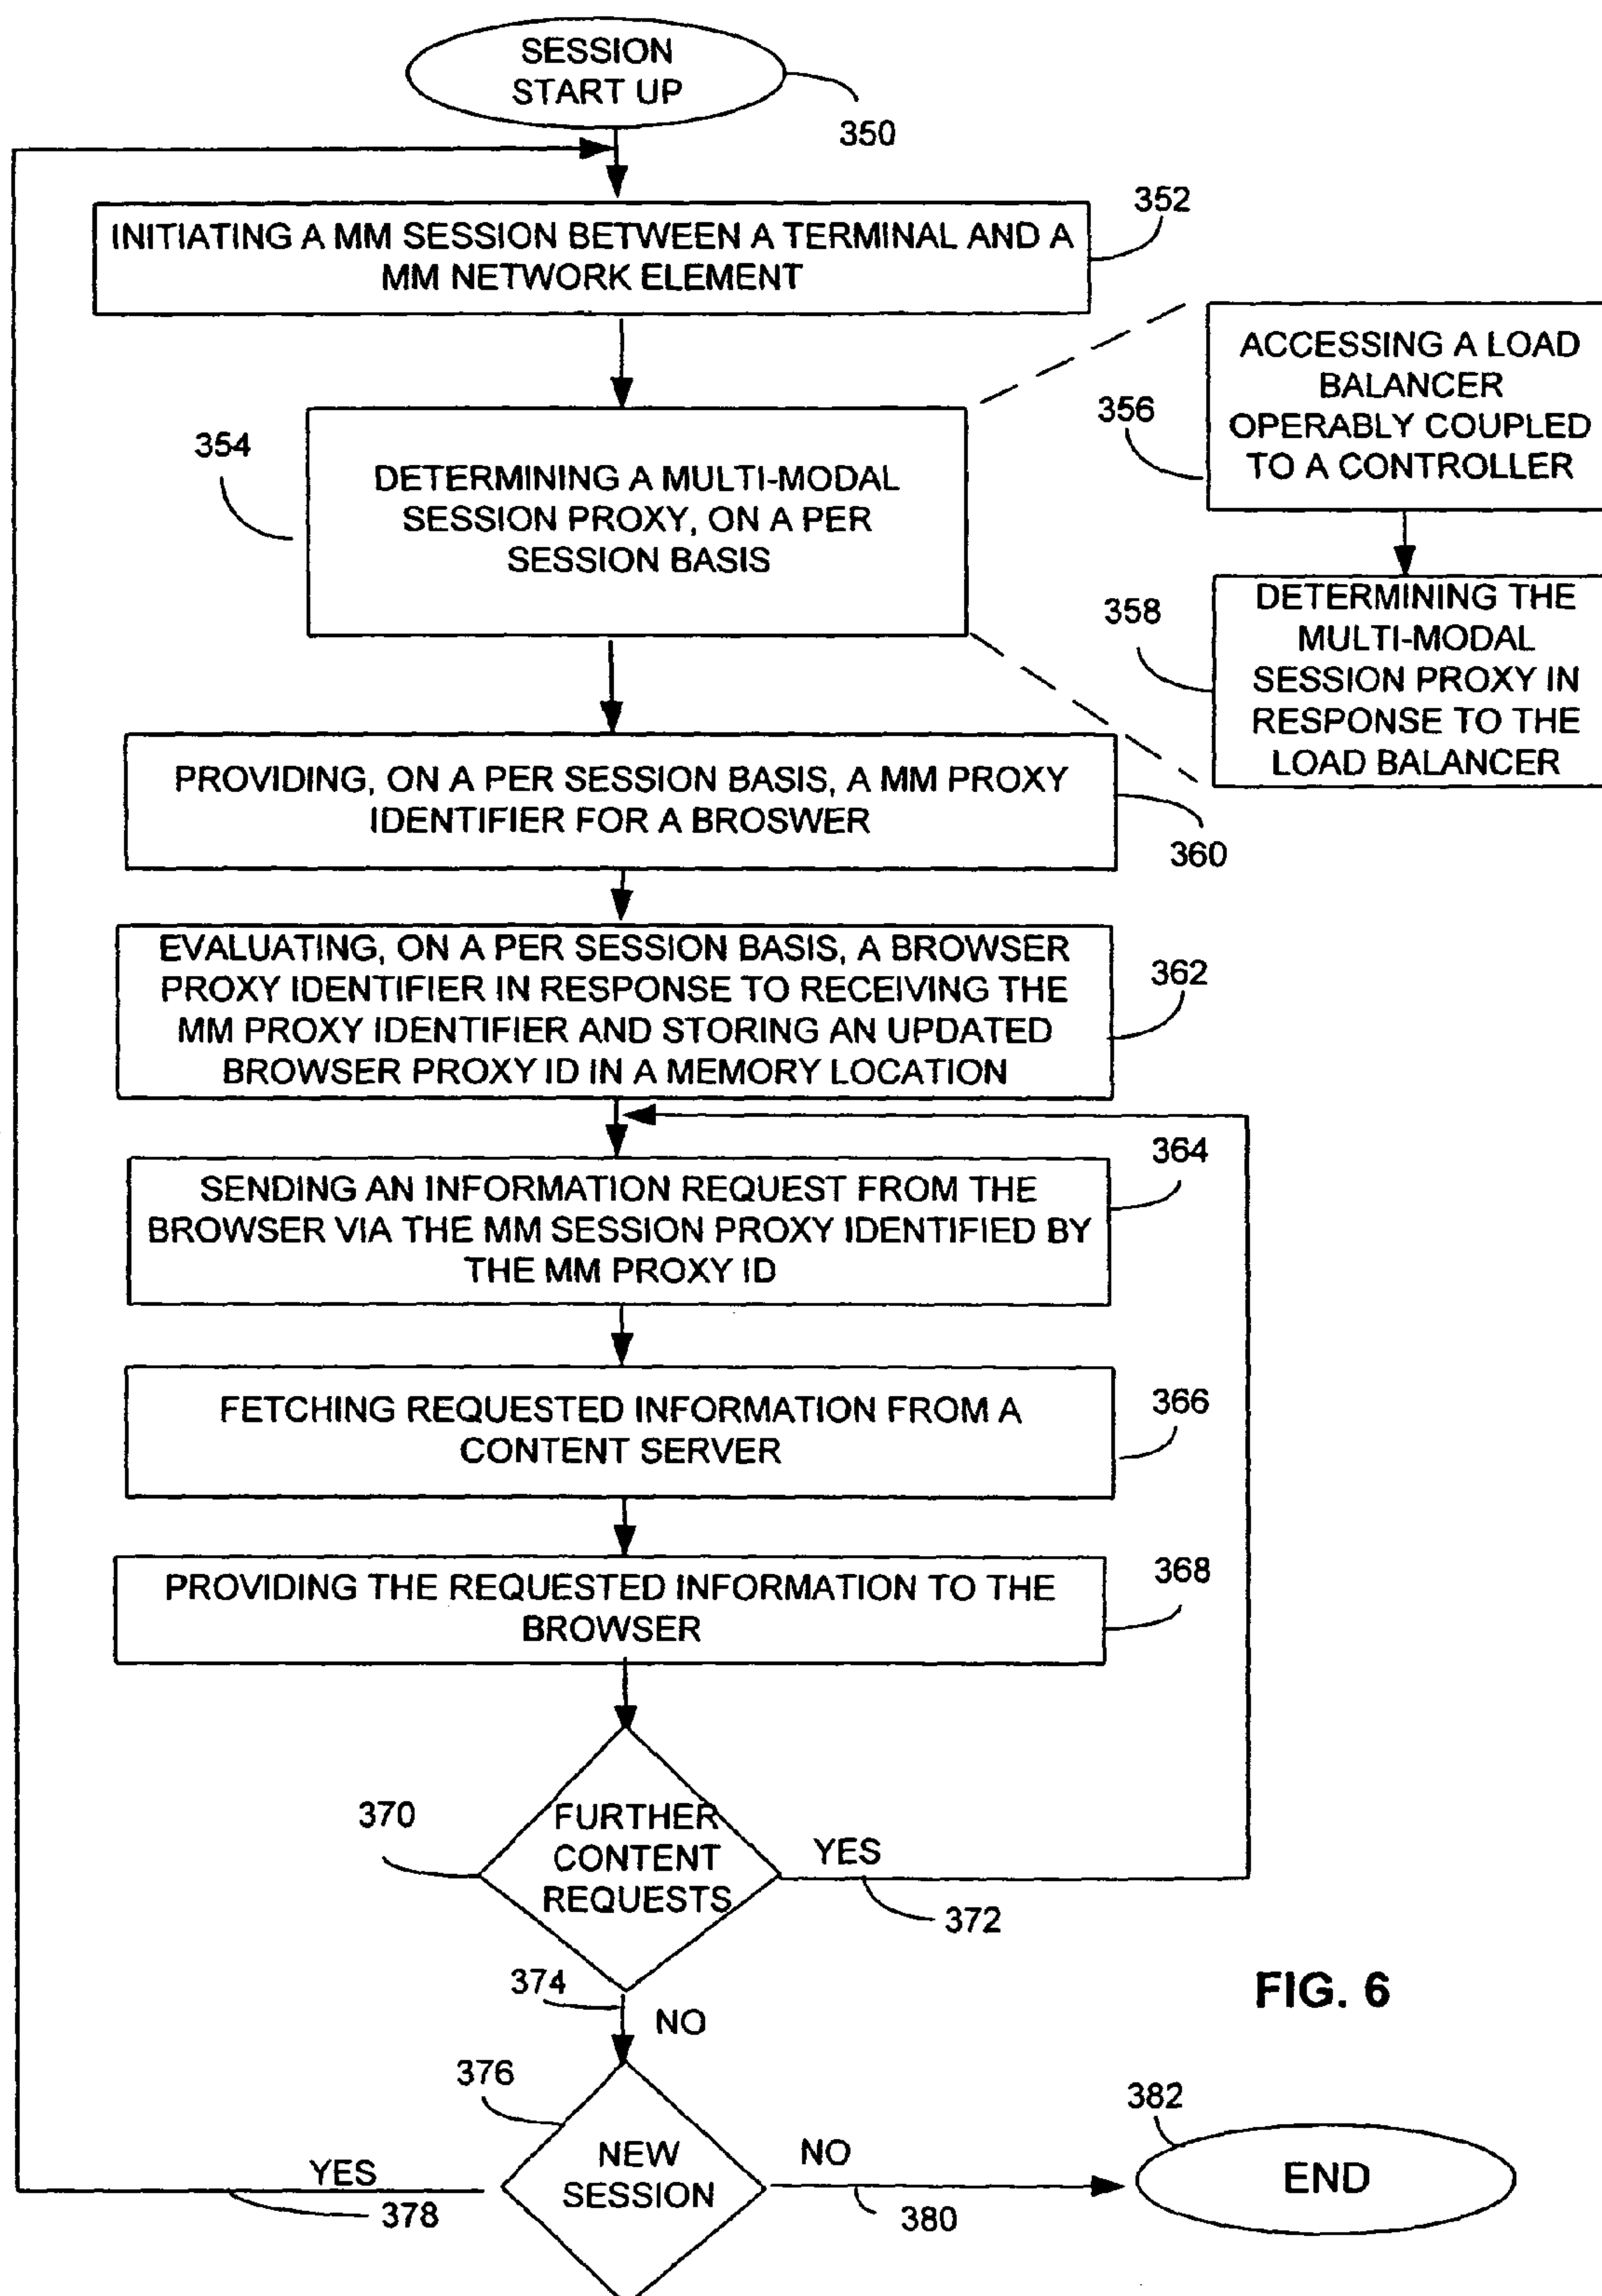 SESSION
START UP
350
INITIATING A MM SESSION BETWEEN A TERMINAL AND A
MM NETWORK ELEMENT
352
354
DETERMINING A MULTI-MODAL
SESSION PROXY, ON A PER
SESSION BASIS
356
ACCESSING A LOAD
BALANCER
OPERABLY COUPLED
TO A CONTROLLER
358
DETERMINING THE
MULTI-MODAL
SESSION PROXY IN
RESPONSE TO THE
LOAD BALANCER
PROVIDING, ON A PER SESSION BASIS, A MM PROXY
IDENTIFIER FOR A BROSWER
360
EVALUATING, ON A PER SESSION BASIS, A BROWSER
PROXY IDENTIFIER IN RESPONSE TO RECEIVING THE
MM PROXY IDENTIFIER AND STORING AN UPDATED
BROWSER PROXY ID IN A MEMORY LOCATION
362
SENDING AN INFORMATION REQUEST FROM THE
BROWSER VIA THE MM SESSION PROXY IDENTIFIED BY
THE MM PROXY ID
364
FETCHING REQUESTED INFORMATION FROM A
CONTENT SERVER
366
PROVIDING THE REQUESTED INFORMATION TO THE
BROWSER
368
370
FURTHER
CONTENT
REQUESTS
YES
372
374
NO
FIG. 6
376
NEW
SESSION
YES
378
NO
380
382
END